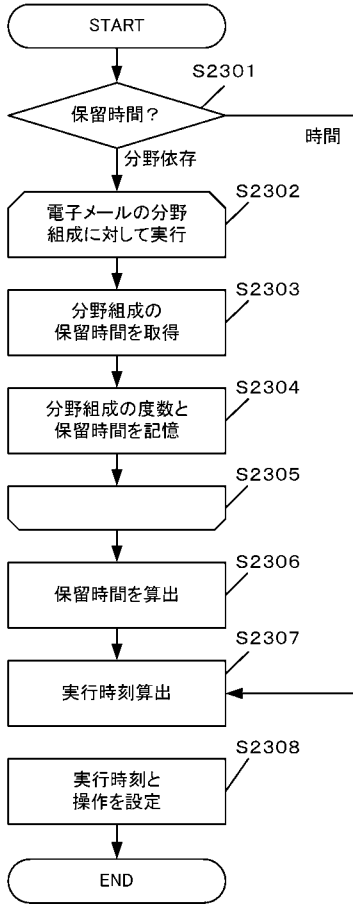 START
S2301
保留時間？
時間
分野依存
S2302
電子メールの分野
組成に対して実行
S2303
分野組成の
保留時間を取得
S2304
分野組成の度数と
保留時間を記憶
S2305
S2306
保留時間を算出
S2307
実行時刻算出
S2308
実行時刻と
操作を設定
END